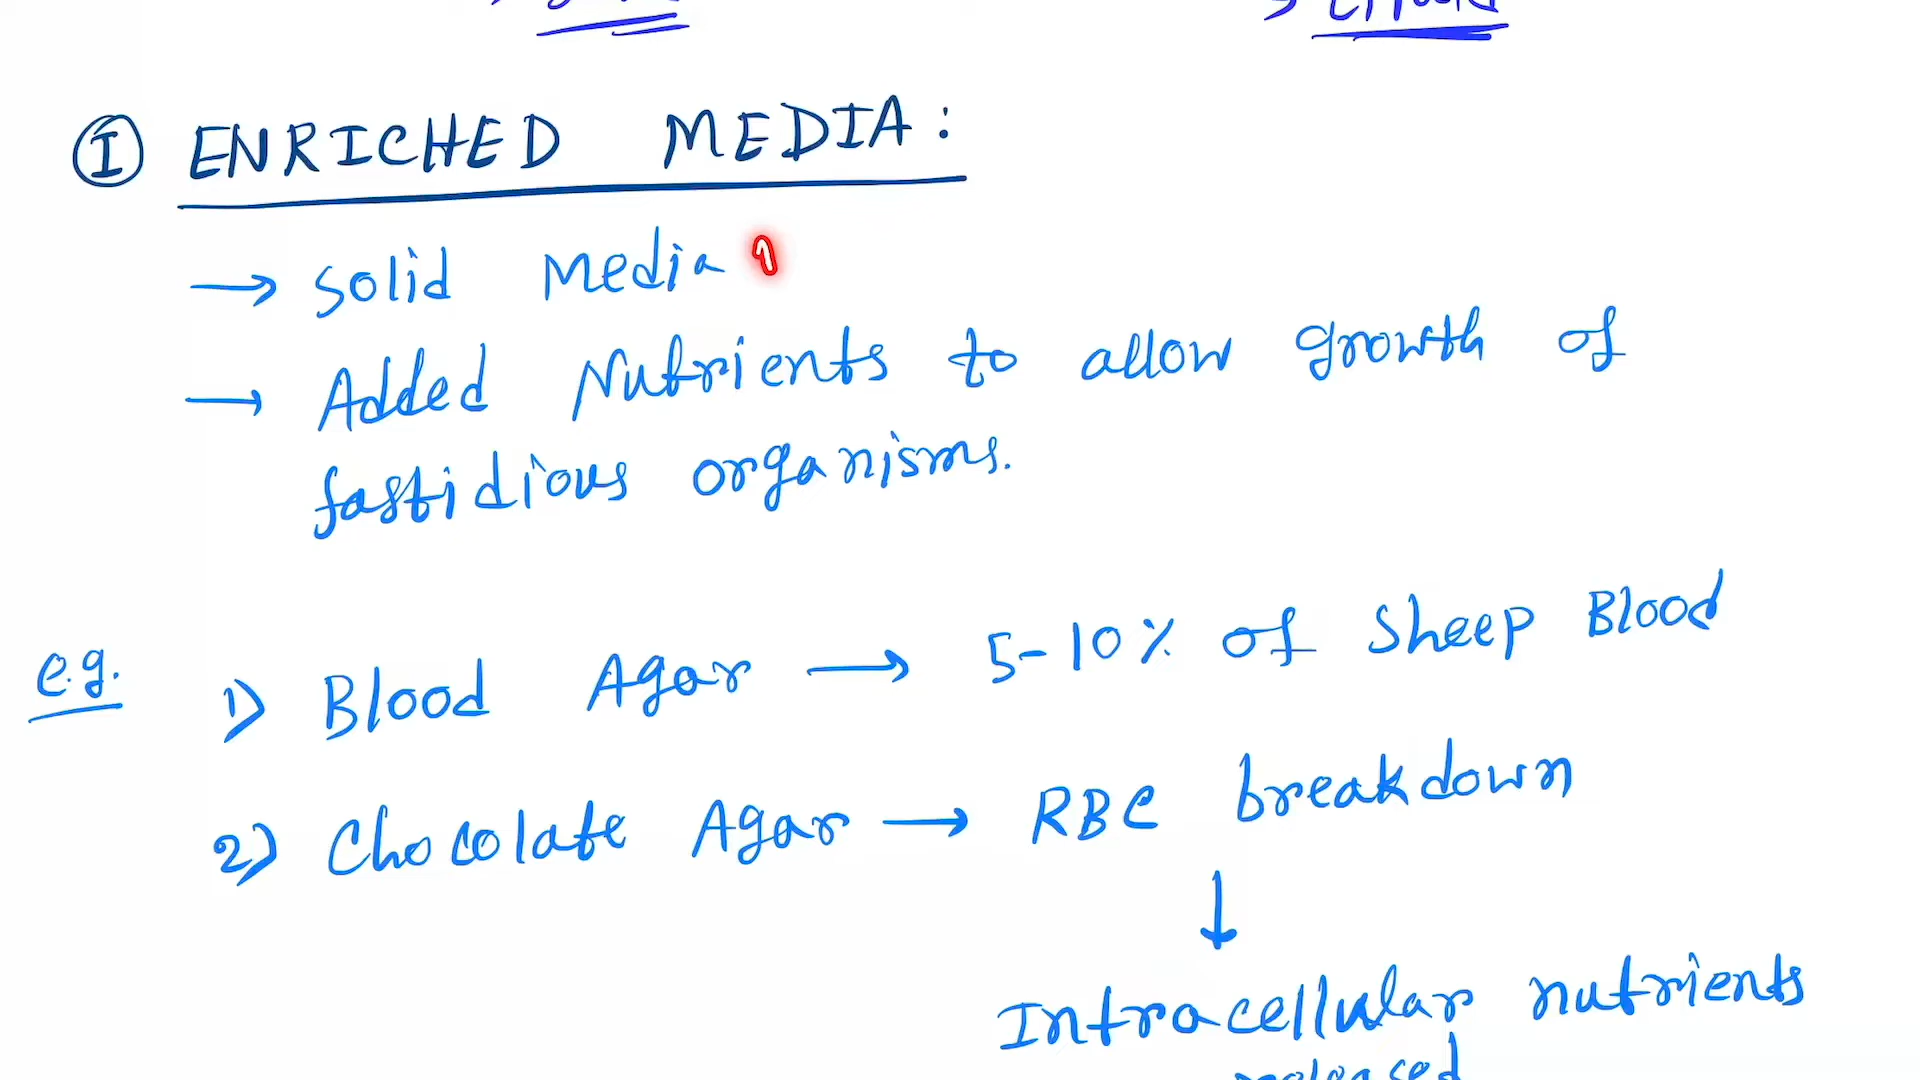 I ENRICHED MEDIA:
→ Solid Media
→ Added Nutrients to allow growth of
fastidious organisms.
e.g. 1) Blood Agar → 5-10% of Sheep Blood
2) Chocolate Agar → RBC breakdown
↓
Intracellular nutrients
released